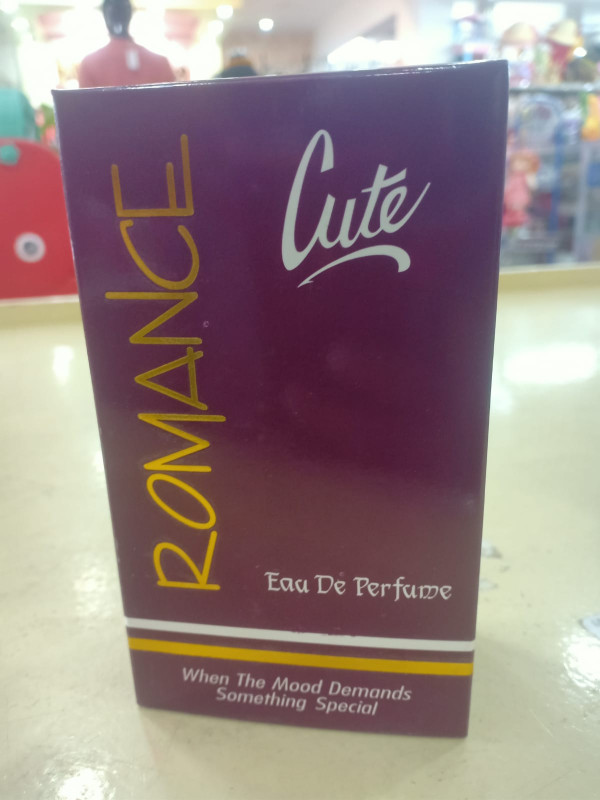 ROMANCE
Cute
Eau De Perfume
When The Mood Demands
Something Special